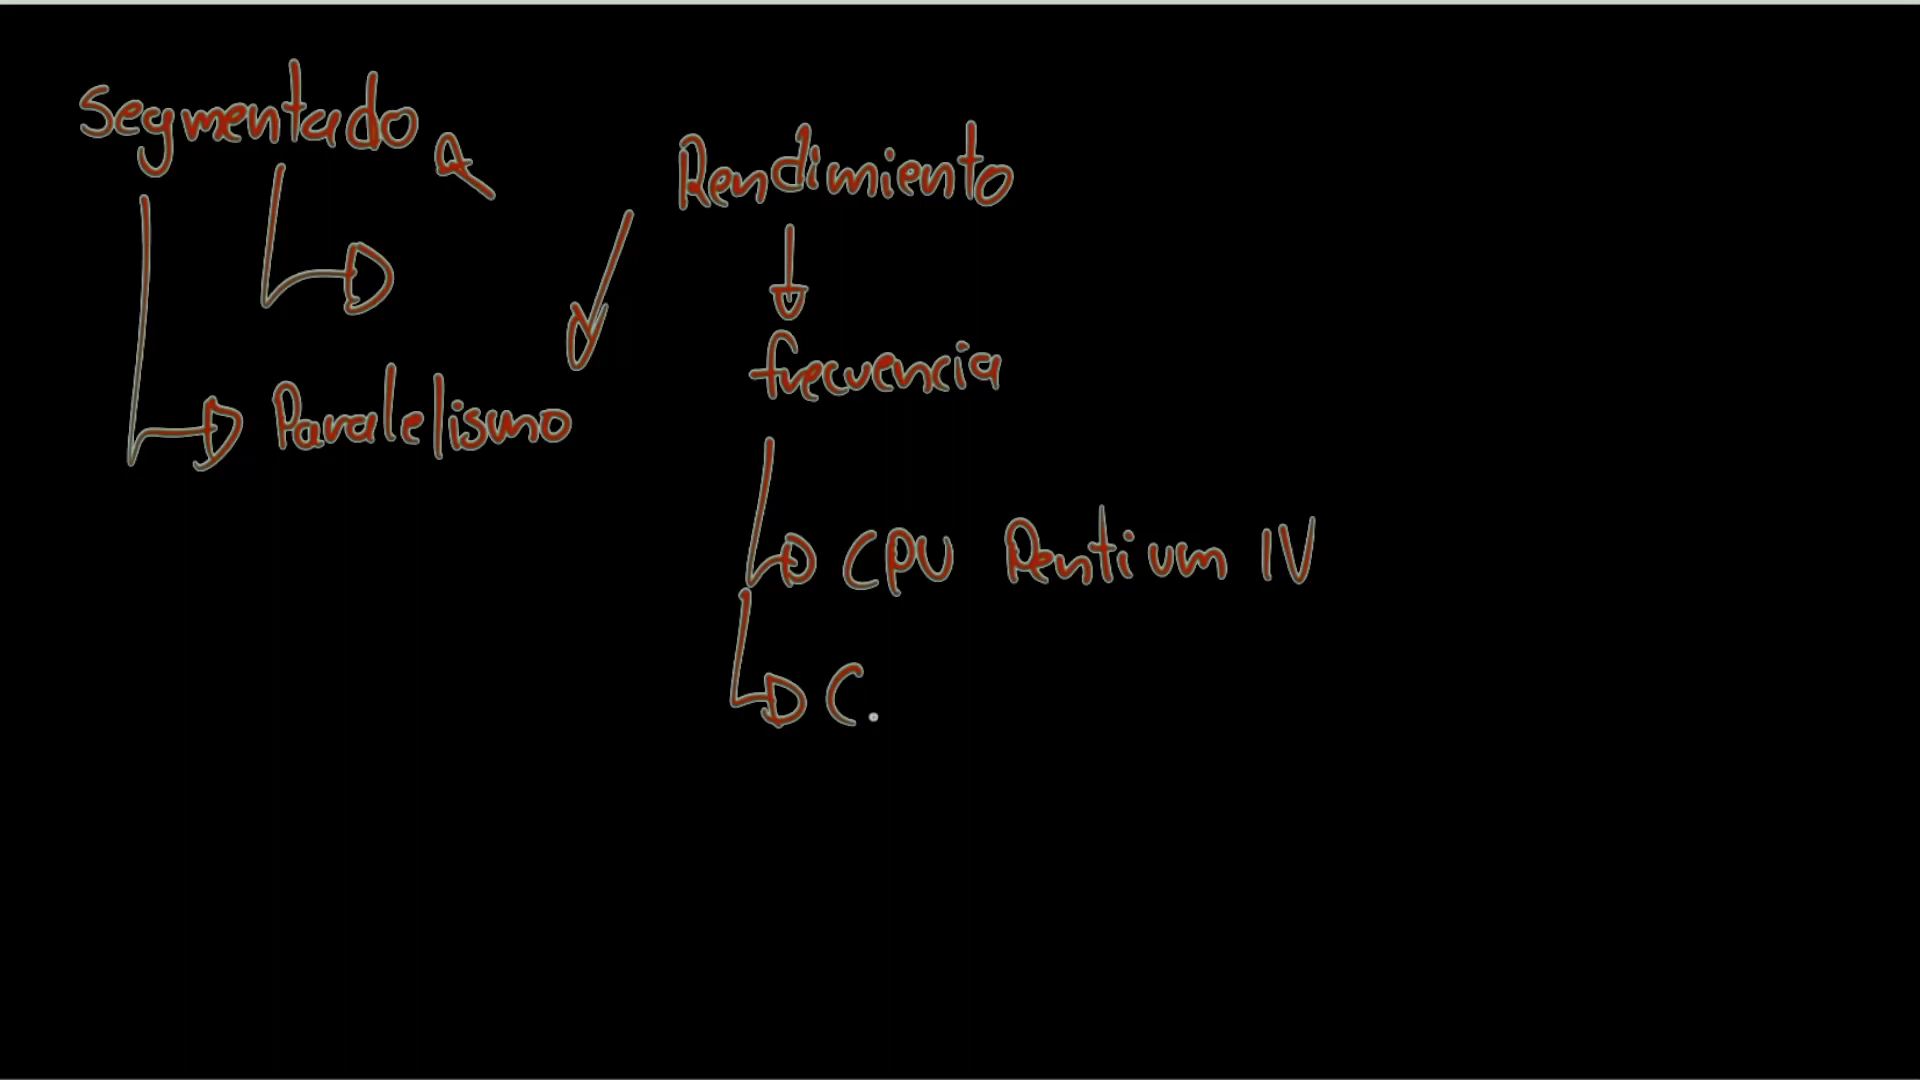 Segmentado
Rendimiento
frecuencia
Paralelismo
CPU Pentium IV
C